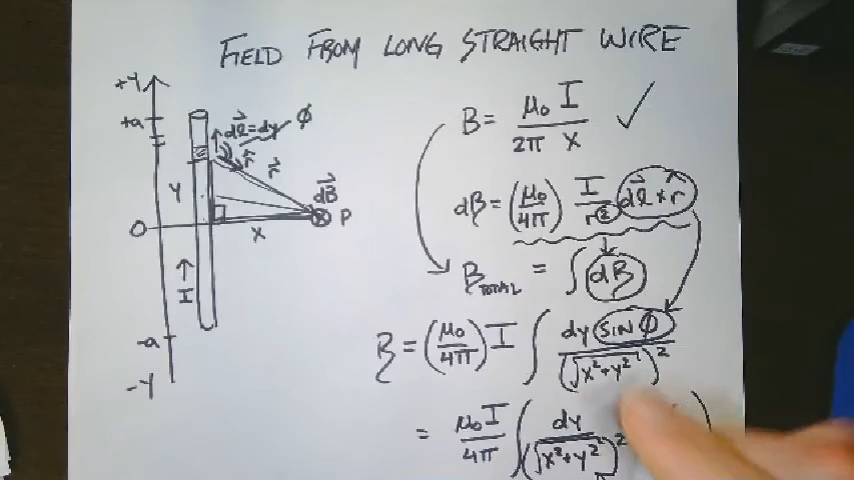 FIELD FROM LONG STRAIGHT WIRE
+Y
+a
dl⃗=dy
ϕ
r̂
r⃗
Y
dB⃗
0
P
X
I
-a
-Y
B = μ₀ I / 2π X ✓
dB = (μ₀/4π) I/r² dl⃗ × r̂
B_TOTAL = ∫ dB
B = (μ₀/4π) I ∫ dy SIN ϕ / (√x²+y²)²
= μ₀I/4π ∫ dy / (√x²+y²)²